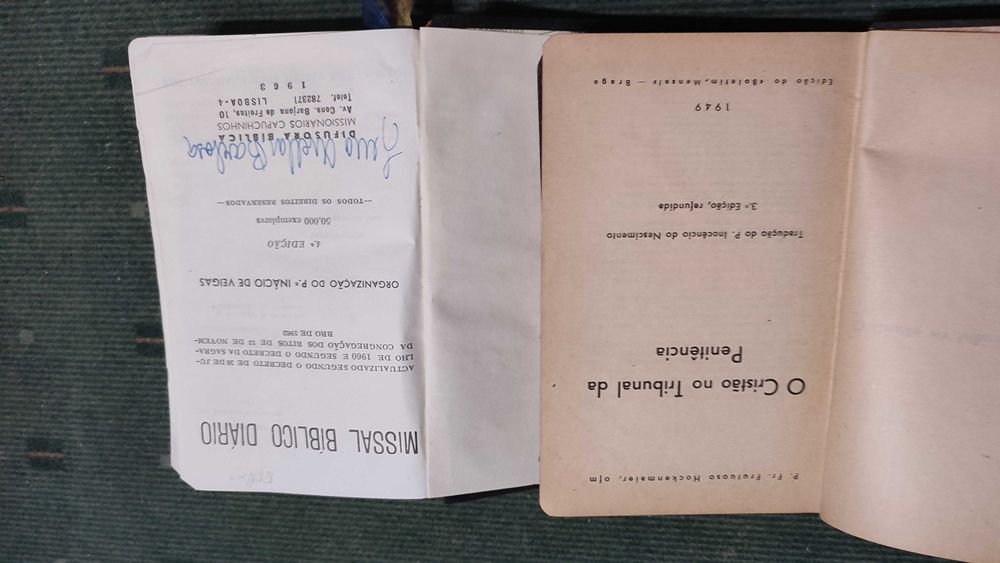 P. Fr. Frutuoso Hockenmaier, ofm
O Cristão no Tribunal da
Penitência
Tradução do P. Inocêncio do Nascimento
3.ª Edição, refundida
1949
Edição do «Boletim Mensal» — Braga
MISSAL BÍBLICO DIÁRIO
ACTUALIZADO SEGUNDO O DECRETO DE 26 DE JU-
LHO DE 1960 E SEGUNDO O DECRETO DA SAGRA-
DA CONGREGAÇÃO DOS RITOS DE 13 DE NOVEM-
BRO DE 1962
ORGANIZAÇÃO DO P.e INÁCIO DE VEIGAS
4.ª EDIÇÃO
50.000 exemplares
—TODOS OS DIREITOS RESERVADOS—
Barbosa
DIFUSORA BÍBLICA
MISSIONÁRIOS CAPUCHINHOS
Av. Cons. Barjona de Freitas, 10
Telef. 782371 LISBOA-4
1963